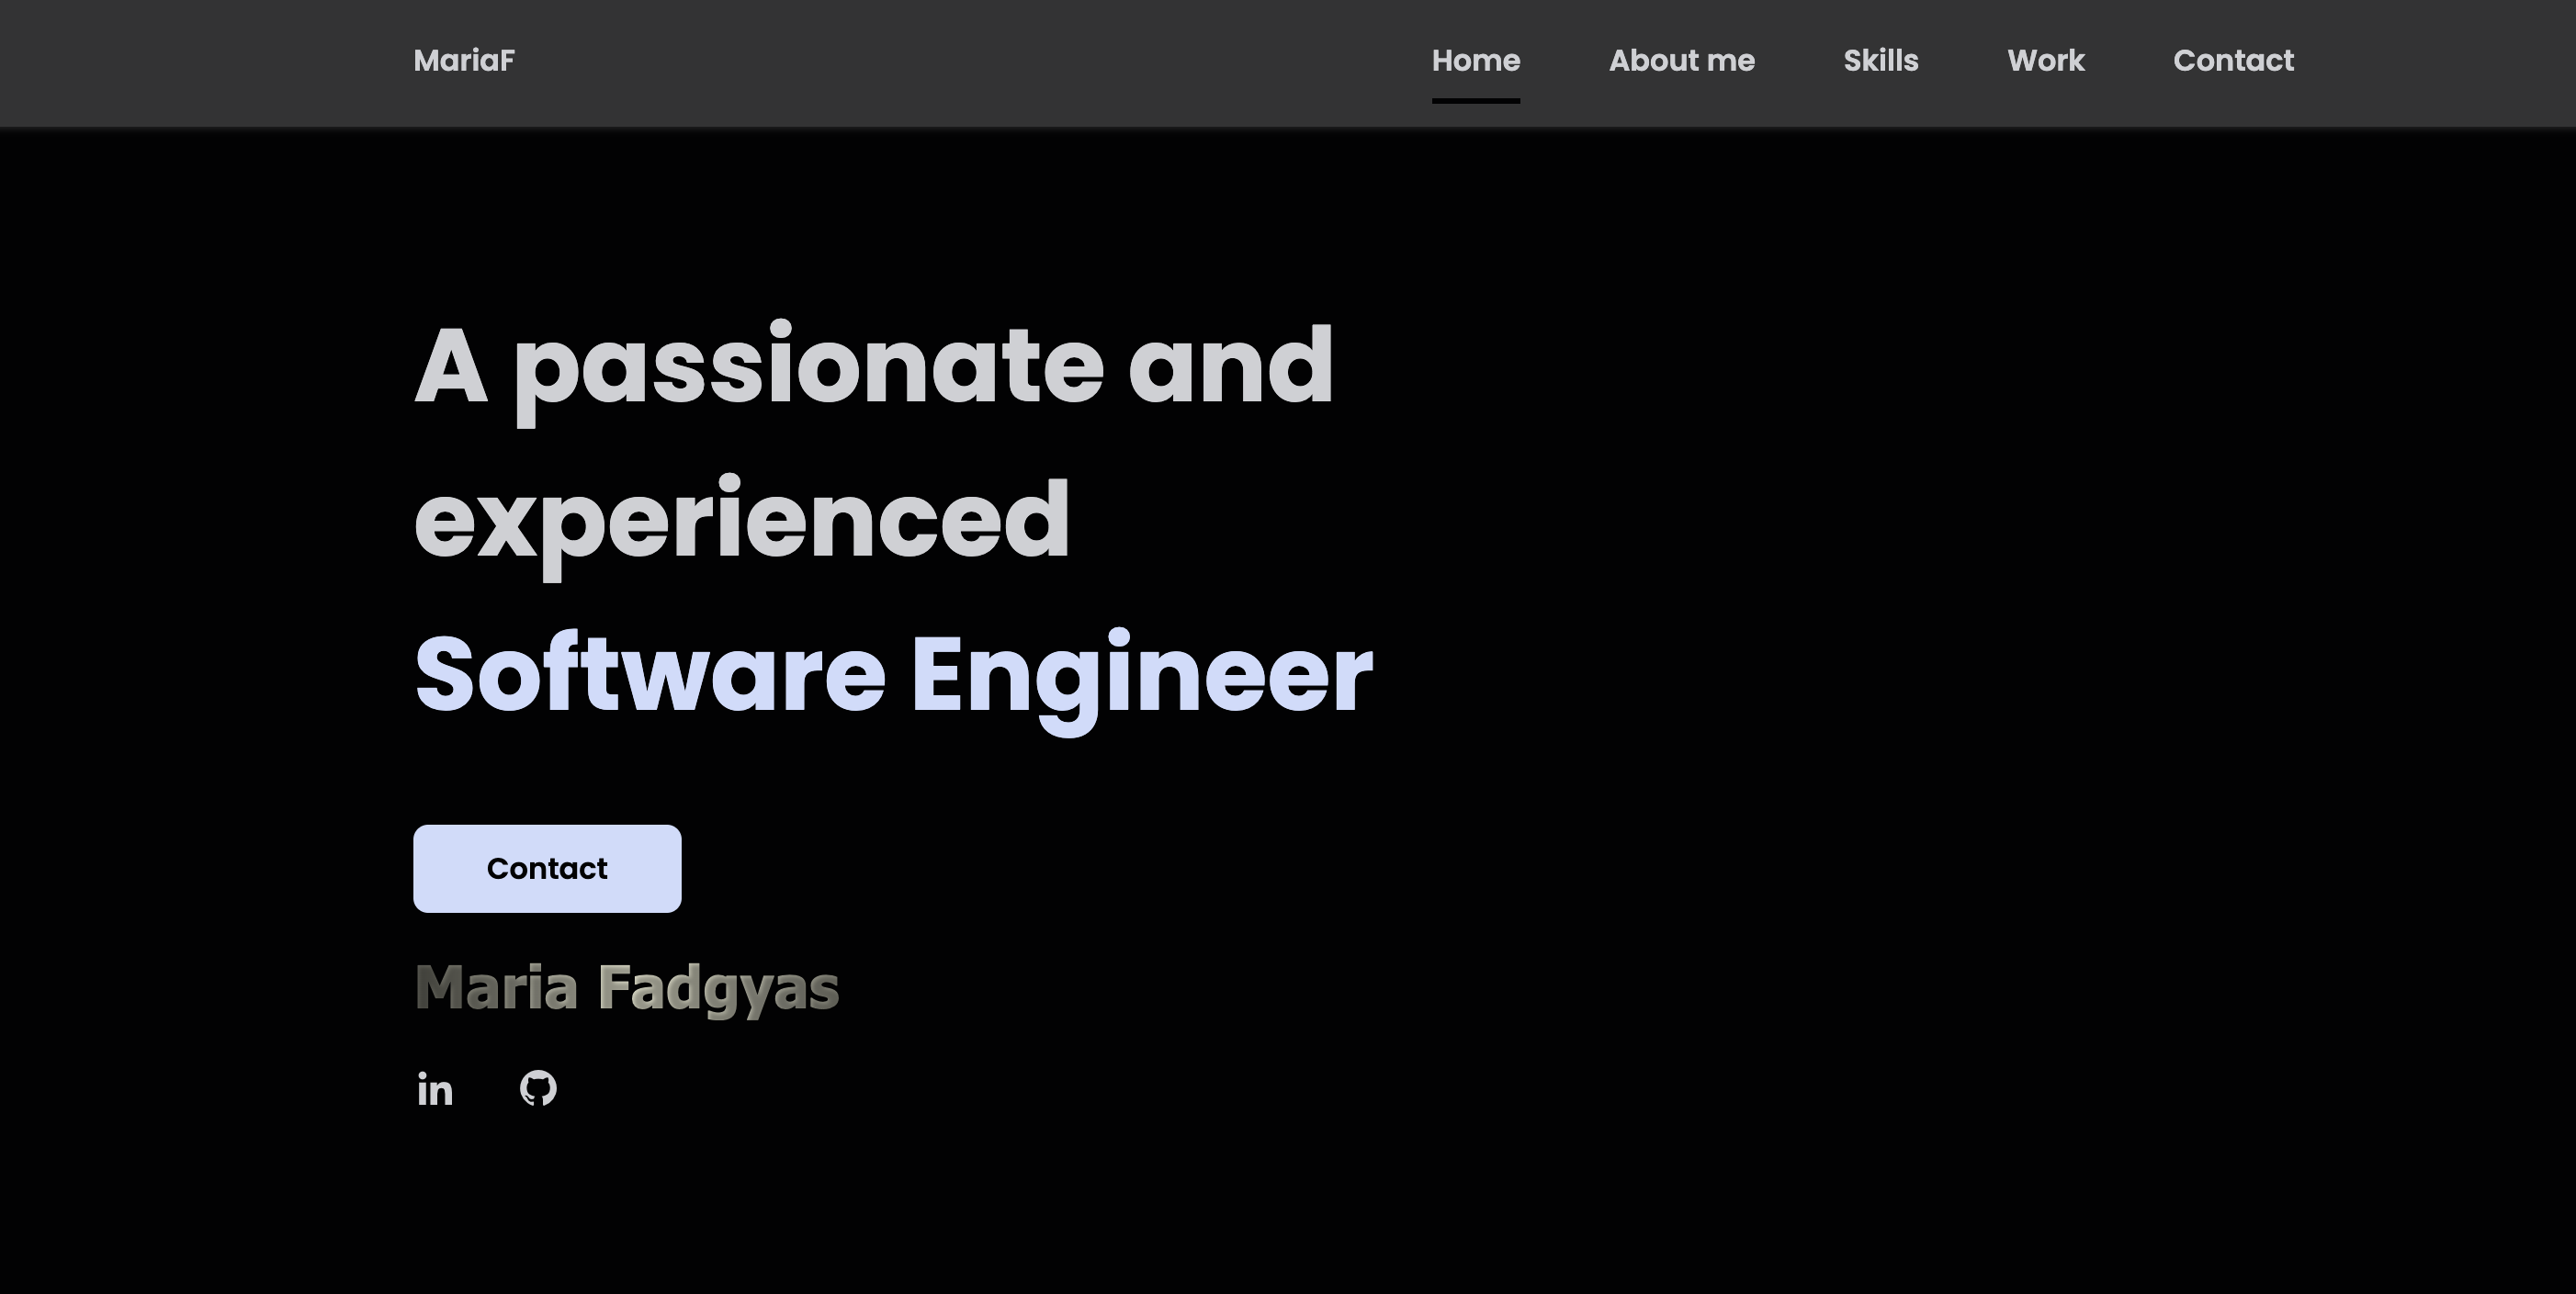 MariaF
Home About me Skills Work Contact
A passionate and
experienced
Software Engineer
Contact
Maria Fadgyas
in